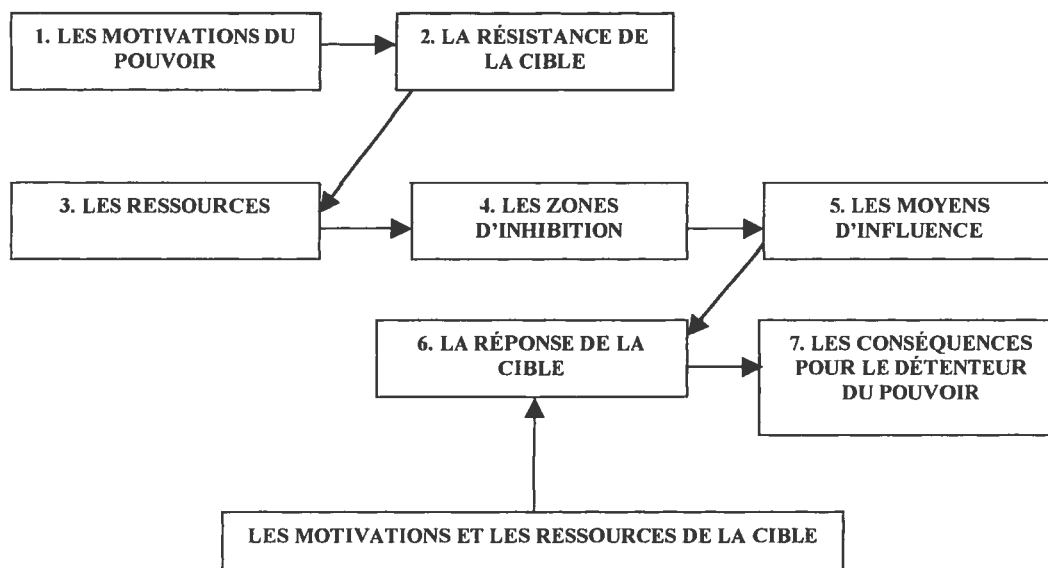 1. LES MOTIVATIONS DU
POUVOIR
2. LA RÉSISTANCE DE
LA CIBLE
3. LES RESSOURCES
4. LES ZONES
D'INHIBITION
5. LES MOYENS
D'INFLUENCE
6. LA RÉPONSE DE LA
CIBLE
7. LES CONSÉQUENCES
POUR LE DÉTENTEUR
DU POUVOIR
LES MOTIVATIONS ET LES RESSOURCES DE LA CIBLE